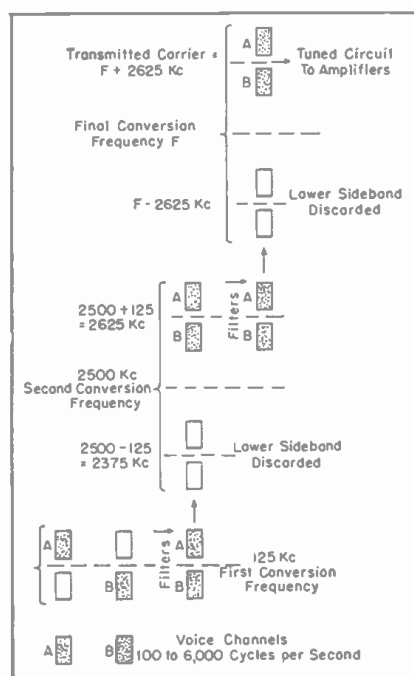 Transmitted Carrier =
F + 2625 Kc
A
B
Tuned Circuit
To Amplifiers
Final Conversion
Frequency F
F - 2625 Kc
Lower Sideband
Discarded
2500 + 125
= 2625 Kc
A
B
Filters
A
B
2500 Kc
Second Conversion
Frequency
2500 - 125
= 2375 Kc
Lower Sideband
Discarded
A
B
Filters
A
B
125 Kc
First Conversion
Frequency
A
B
Voice Channels
100 to 6,000 Cycles per Second